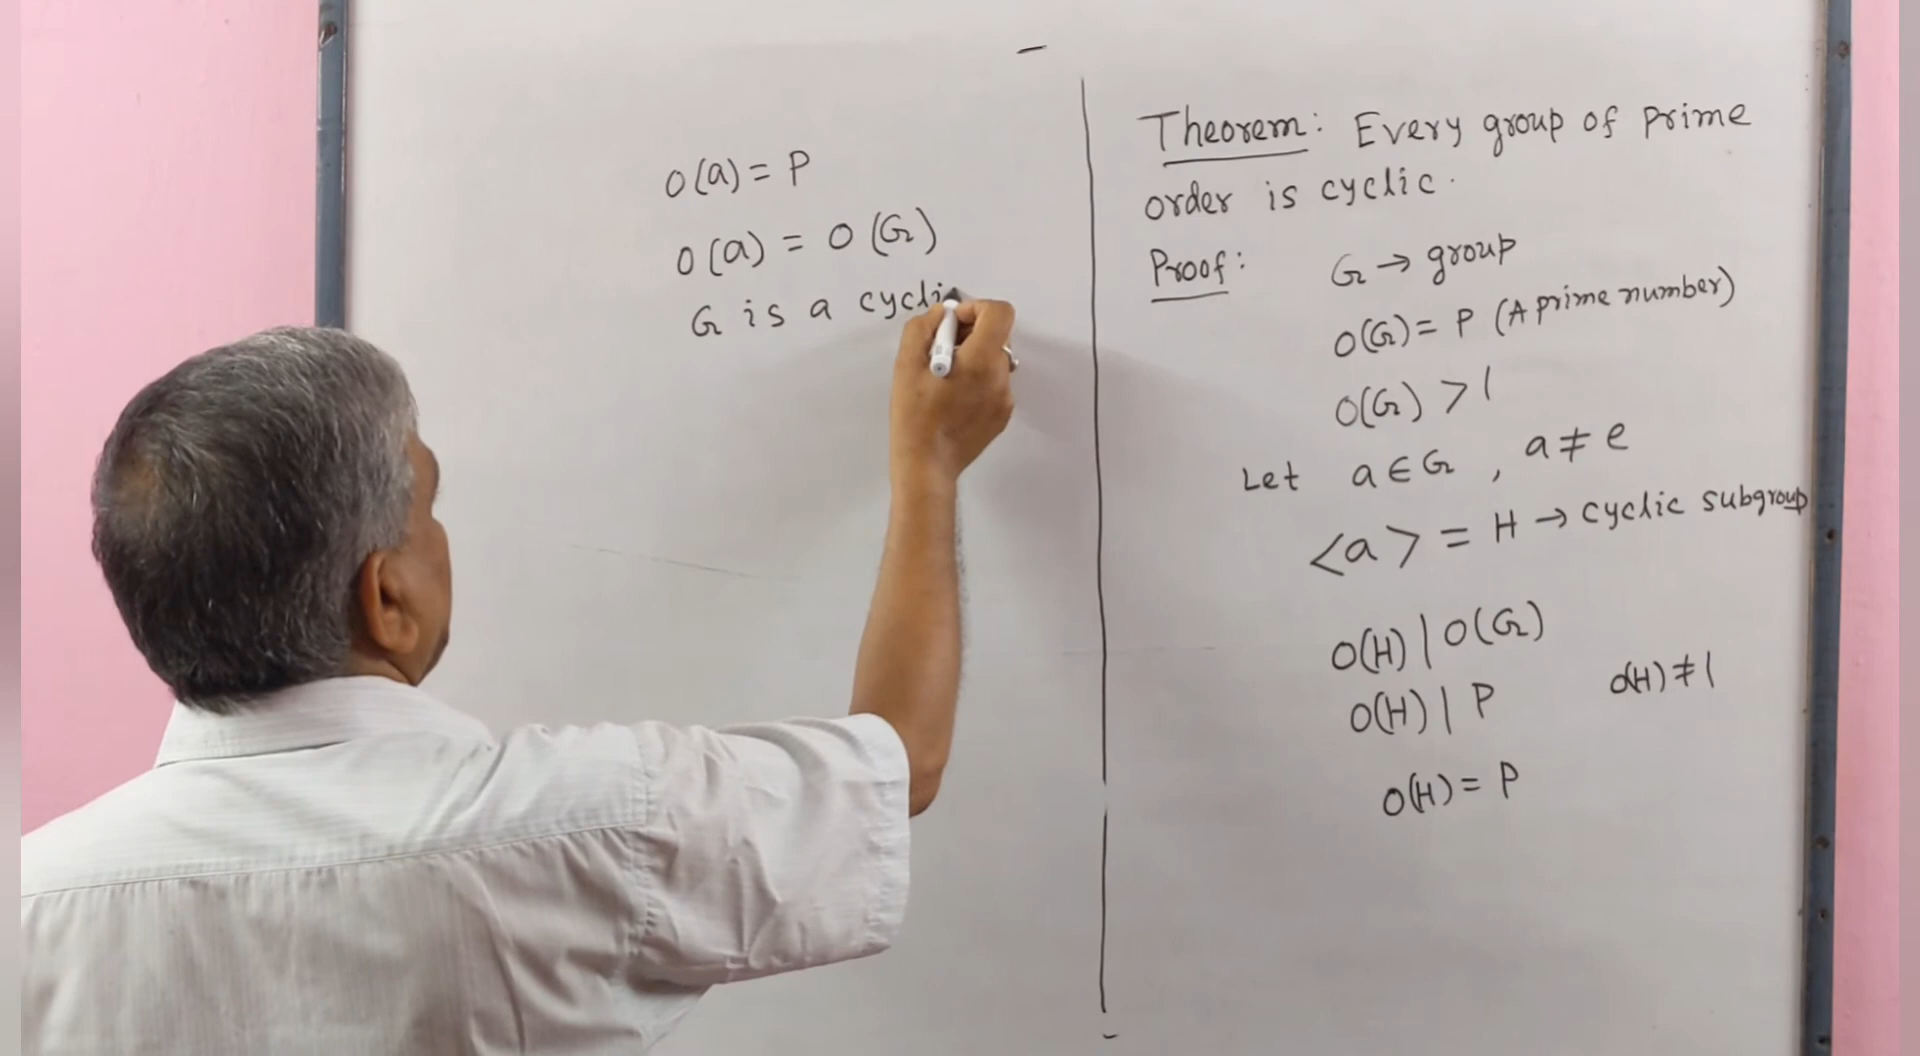 Theorem: Every group of prime
order is cyclic.
Proof: G → group
O(G) = P (A prime number)
O(G) > 1
Let a ∈ G, a ≠ e
<a> = H → cyclic subgroup
O(H) | O(G)
O(H) | P O(H) ≠ 1
O(H) = P
O(a) = P
O(a) = O(G)
G is a cycli